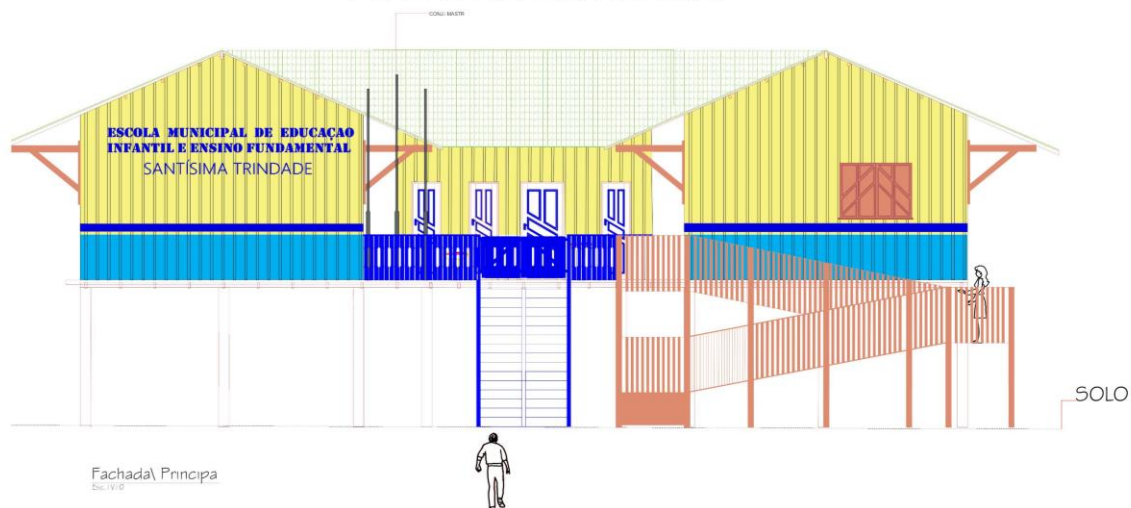 ESCOLA MUNICIPAL DE EDUCAÇAO
INFANTIL E ENSINO FUNDAMENTAL
SANTÍSIMA TRINDADE
SOLO
Fachada\ Principa